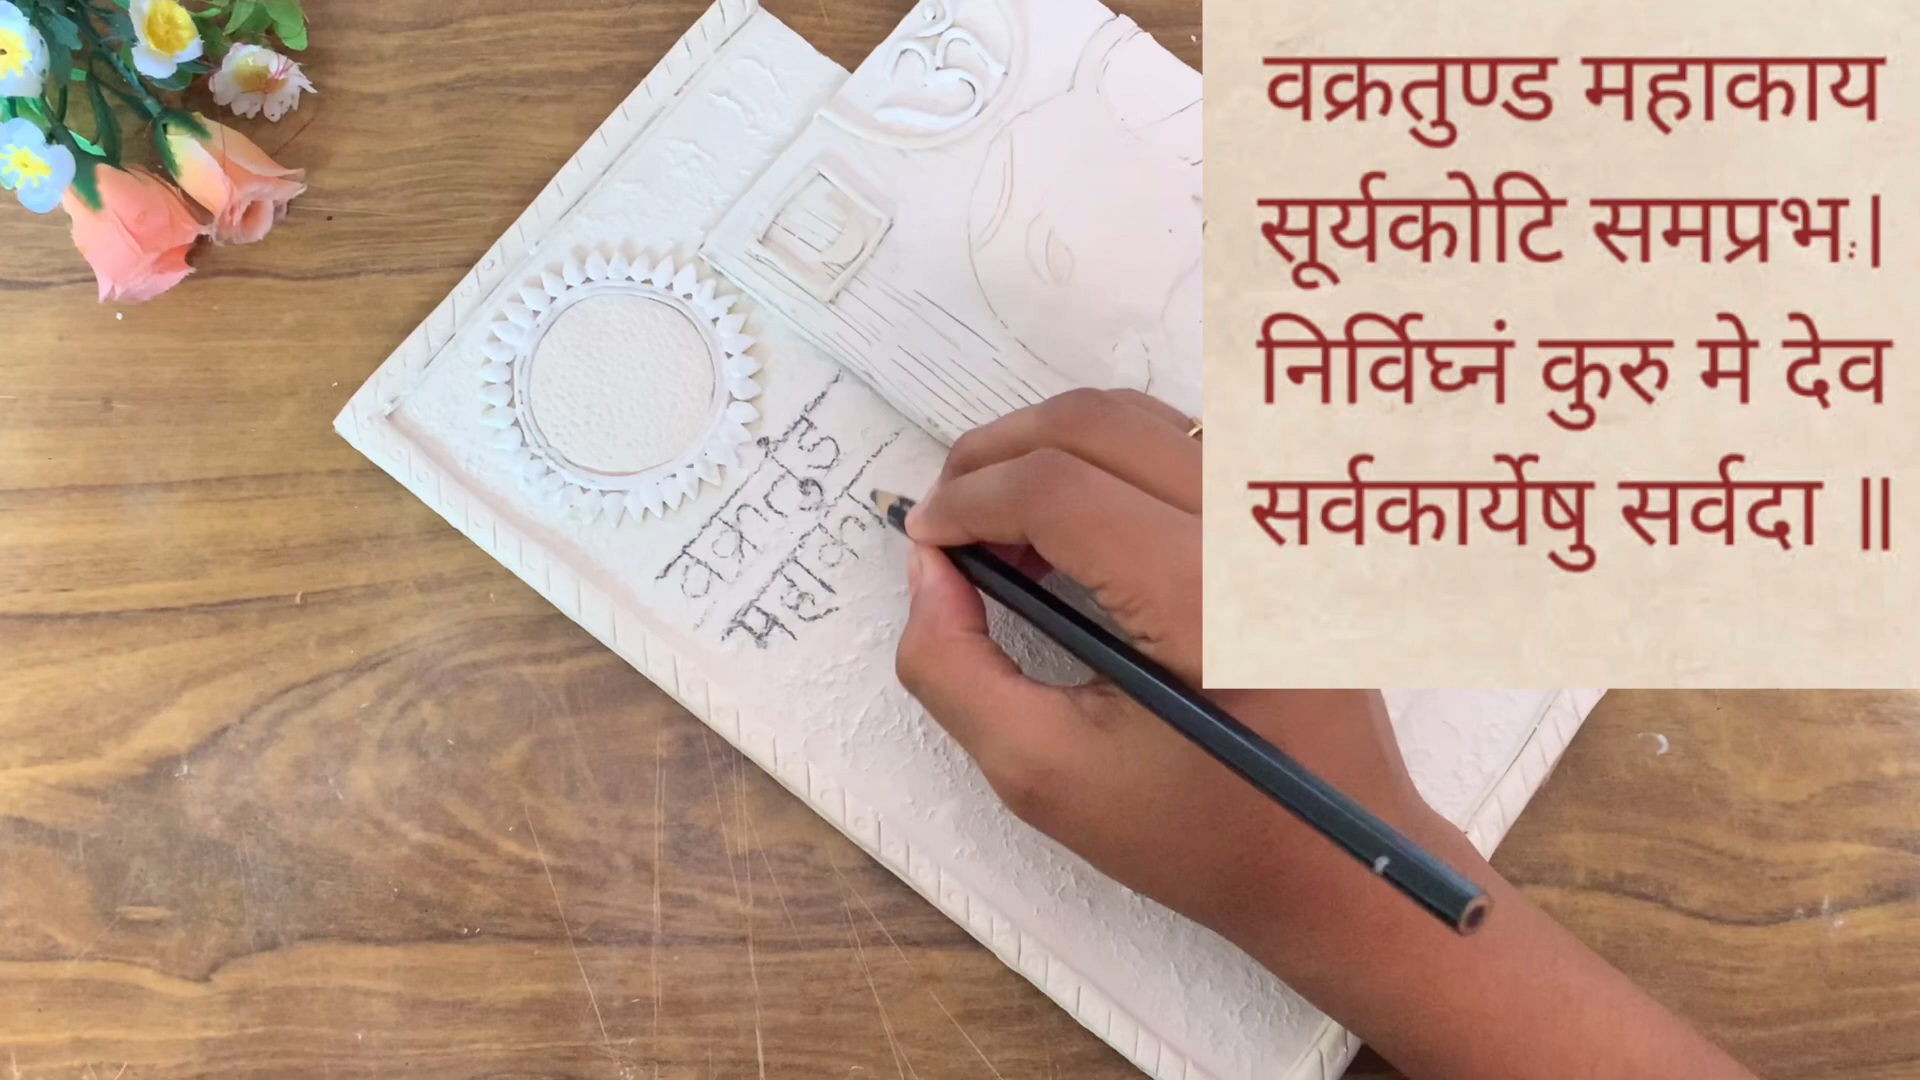 वक्रतुण्ड महाकाय
सूर्यकोटि समप्रभः।
निर्विघ्नं कुरु मे देव
सर्वकार्येषु सर्वदा ॥
ॐ
वक्रतुंड
महाका